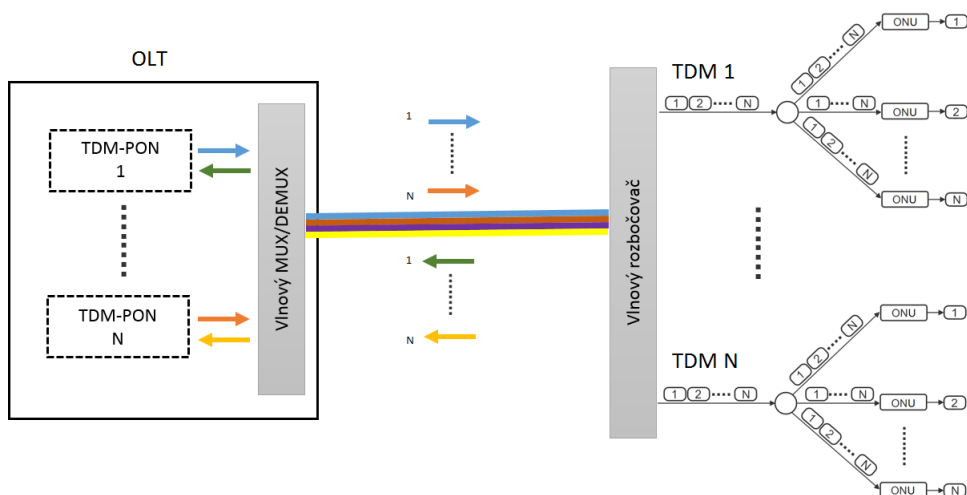 OLT
TDM-PON
1
TDM-PON
N
Vlnový MUX/DEMUX
1
N
1
N
Vlnový rozbočovač
TDM 1
1 2 N
1 2 N
1 N
1 2 N
ONU 1
ONU 2
ONU N
TDM N
1 2 N
1 2 N
1 N
1 2 N
ONU 1
ONU 2
ONU N